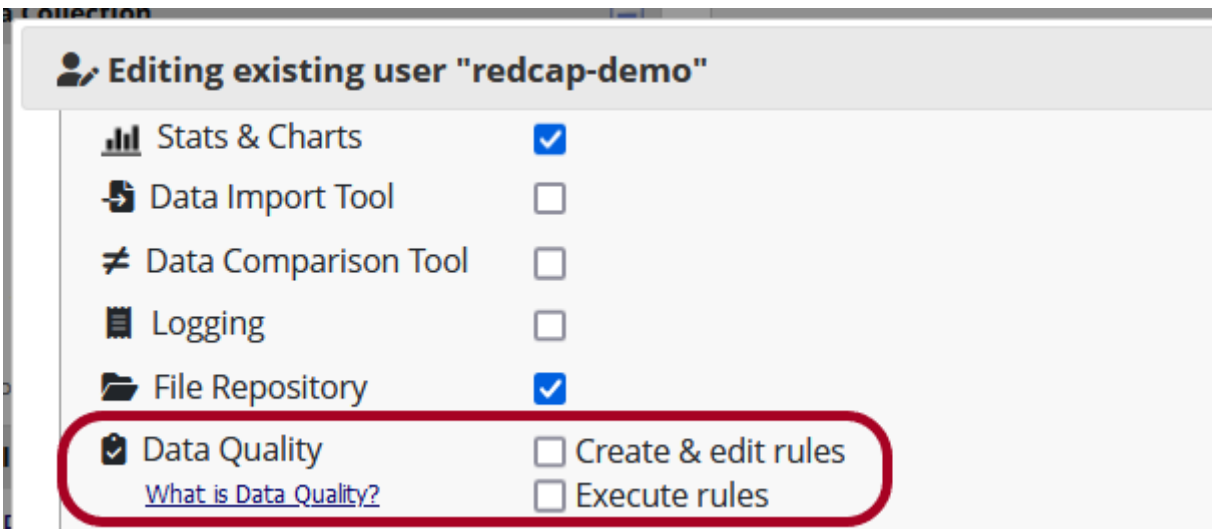 a Collection
Editing existing user "redcap-demo"
Stats & Charts
Data Import Tool
Data Comparison Tool
Logging
File Repository
Data Quality
Create & edit rules
What is Data Quality?
Execute rules